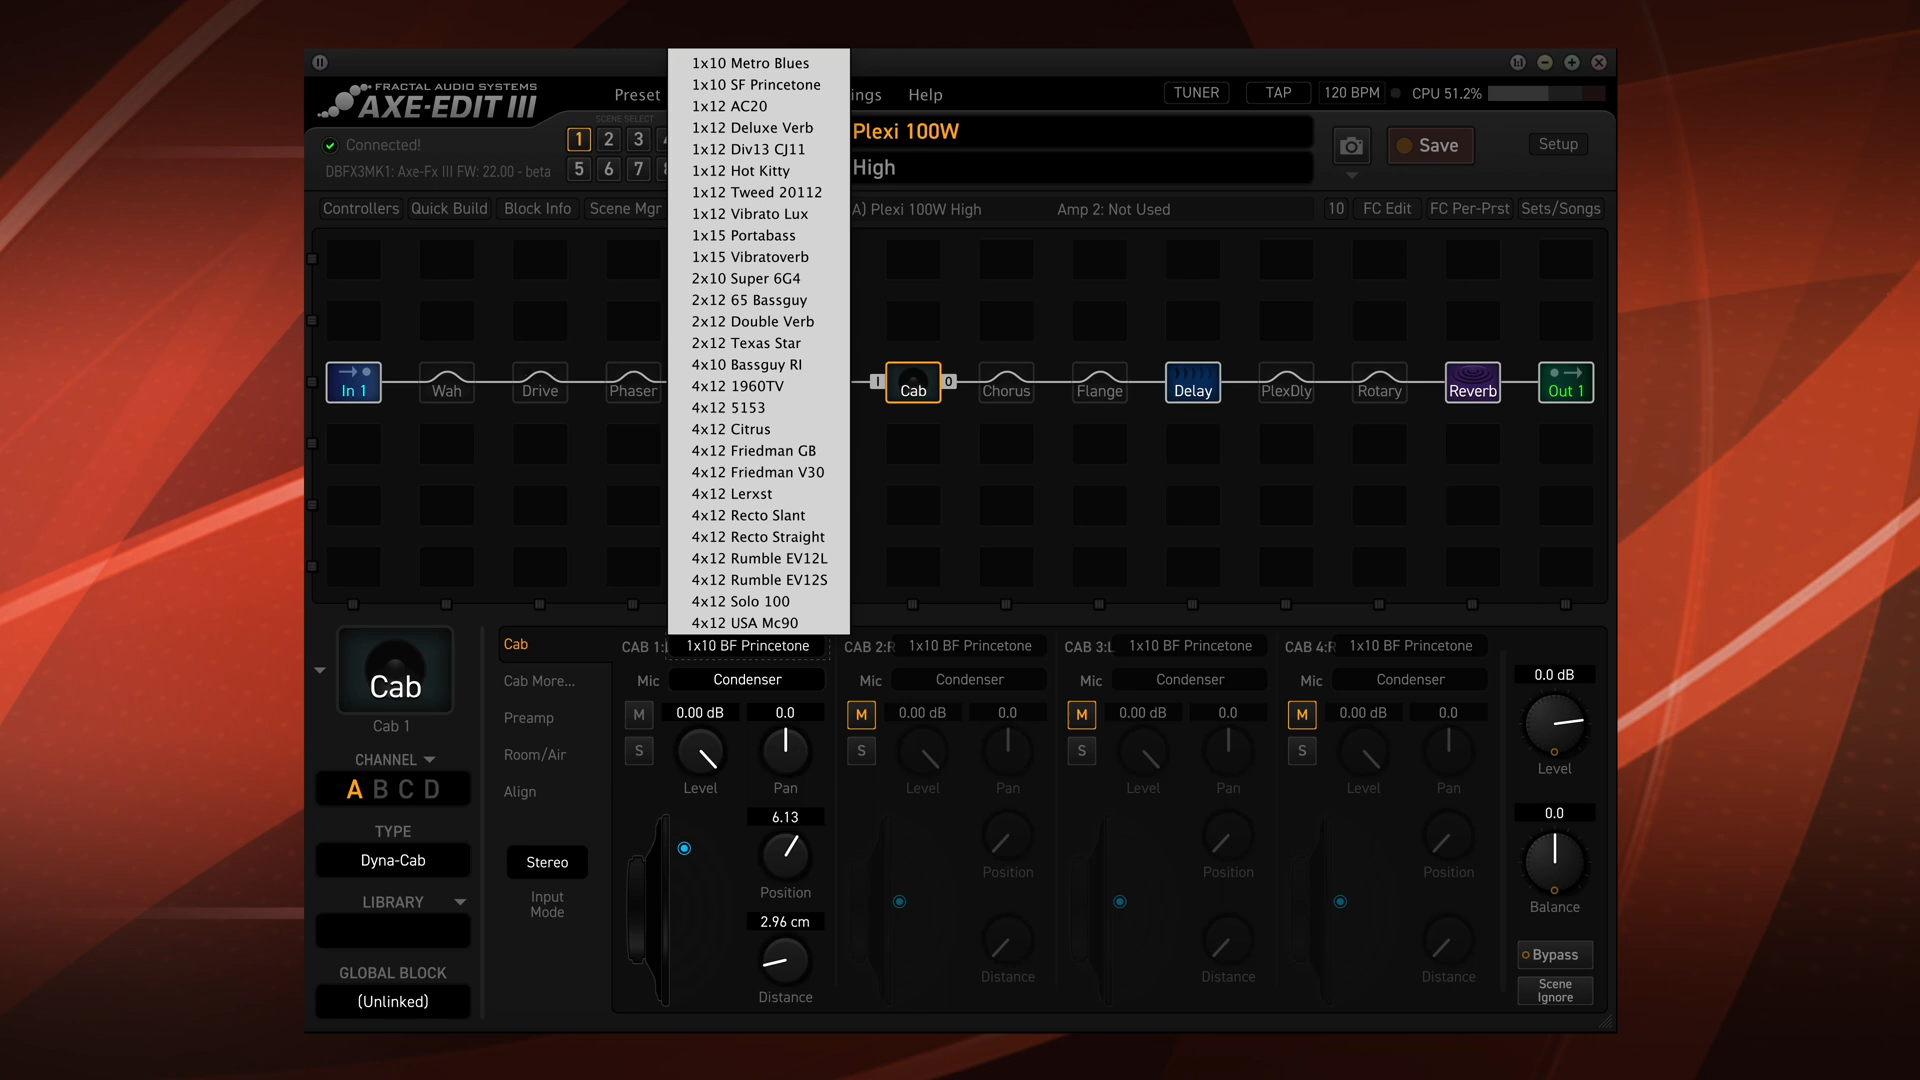 FRACTAL AUDIO SYSTEMS
AXE-EDIT III
Preset
ings
Help
TUNER
TAP
120 BPM
CPU 51.2%
Connected!
DBFX3MK1: Axe-Fx III FW: 22.00 - beta
SCENE SELECT
1 2 3 4
5 6 7 8
Plexi 100W
High
Save
Setup
Controllers
Quick Build
Block Info
Scene Mgr
A) Plexi 100W High
Amp 2: Not Used
10
FC Edit
FC Per-Prst
Sets/Songs
1x10 Metro Blues
1x10 SF Princetone
1x12 AC20
1x12 Deluxe Verb
1x12 Div13 CJ11
1x12 Hot Kitty
1x12 Tweed 20112
1x12 Vibrato Lux
1x15 Portabass
1x15 Vibratoverb
2x10 Super 6G4
2x12 65 Bassguy
2x12 Double Verb
2x12 Texas Star
4x10 Bassguy RI
4x12 1960TV
4x12 5153
4x12 Citrus
4x12 Friedman GB
4x12 Friedman V30
4x12 Lerxst
4x12 Recto Slant
4x12 Recto Straight
4x12 Rumble EV12L
4x12 Rumble EV12S
4x12 Solo 100
4x12 USA Mc90
In 1
Wah
Drive
Phaser
I
Cab
O
Chorus
Flange
Delay
PlexDly
Rotary
Reverb
Out 1
Cab
Cab 1
CHANNEL
A B C D
TYPE
Dyna-Cab
LIBRARY
GLOBAL BLOCK
(Unlinked)
Cab
Cab More...
Preamp
Room/Air
Align
Stereo
Input
Mode
CAB 1:L
1x10 BF Princetone
Mic
Condenser
M
S
0.00 dB
0.0
Level
Pan
6.13
Position
2.96 cm
Distance
CAB 2:R
1x10 BF Princetone
Mic
Condenser
M
S
0.00 dB
0.0
Level
Pan
Position
Distance
CAB 3:L
1x10 BF Princetone
Mic
Condenser
M
S
0.00 dB
0.0
Level
Pan
Position
Distance
CAB 4:R
1x10 BF Princetone
Mic
Condenser
M
S
0.00 dB
0.0
Level
Pan
Position
Distance
0.0 dB
Level
0.0
Balance
Bypass
Scene
Ignore